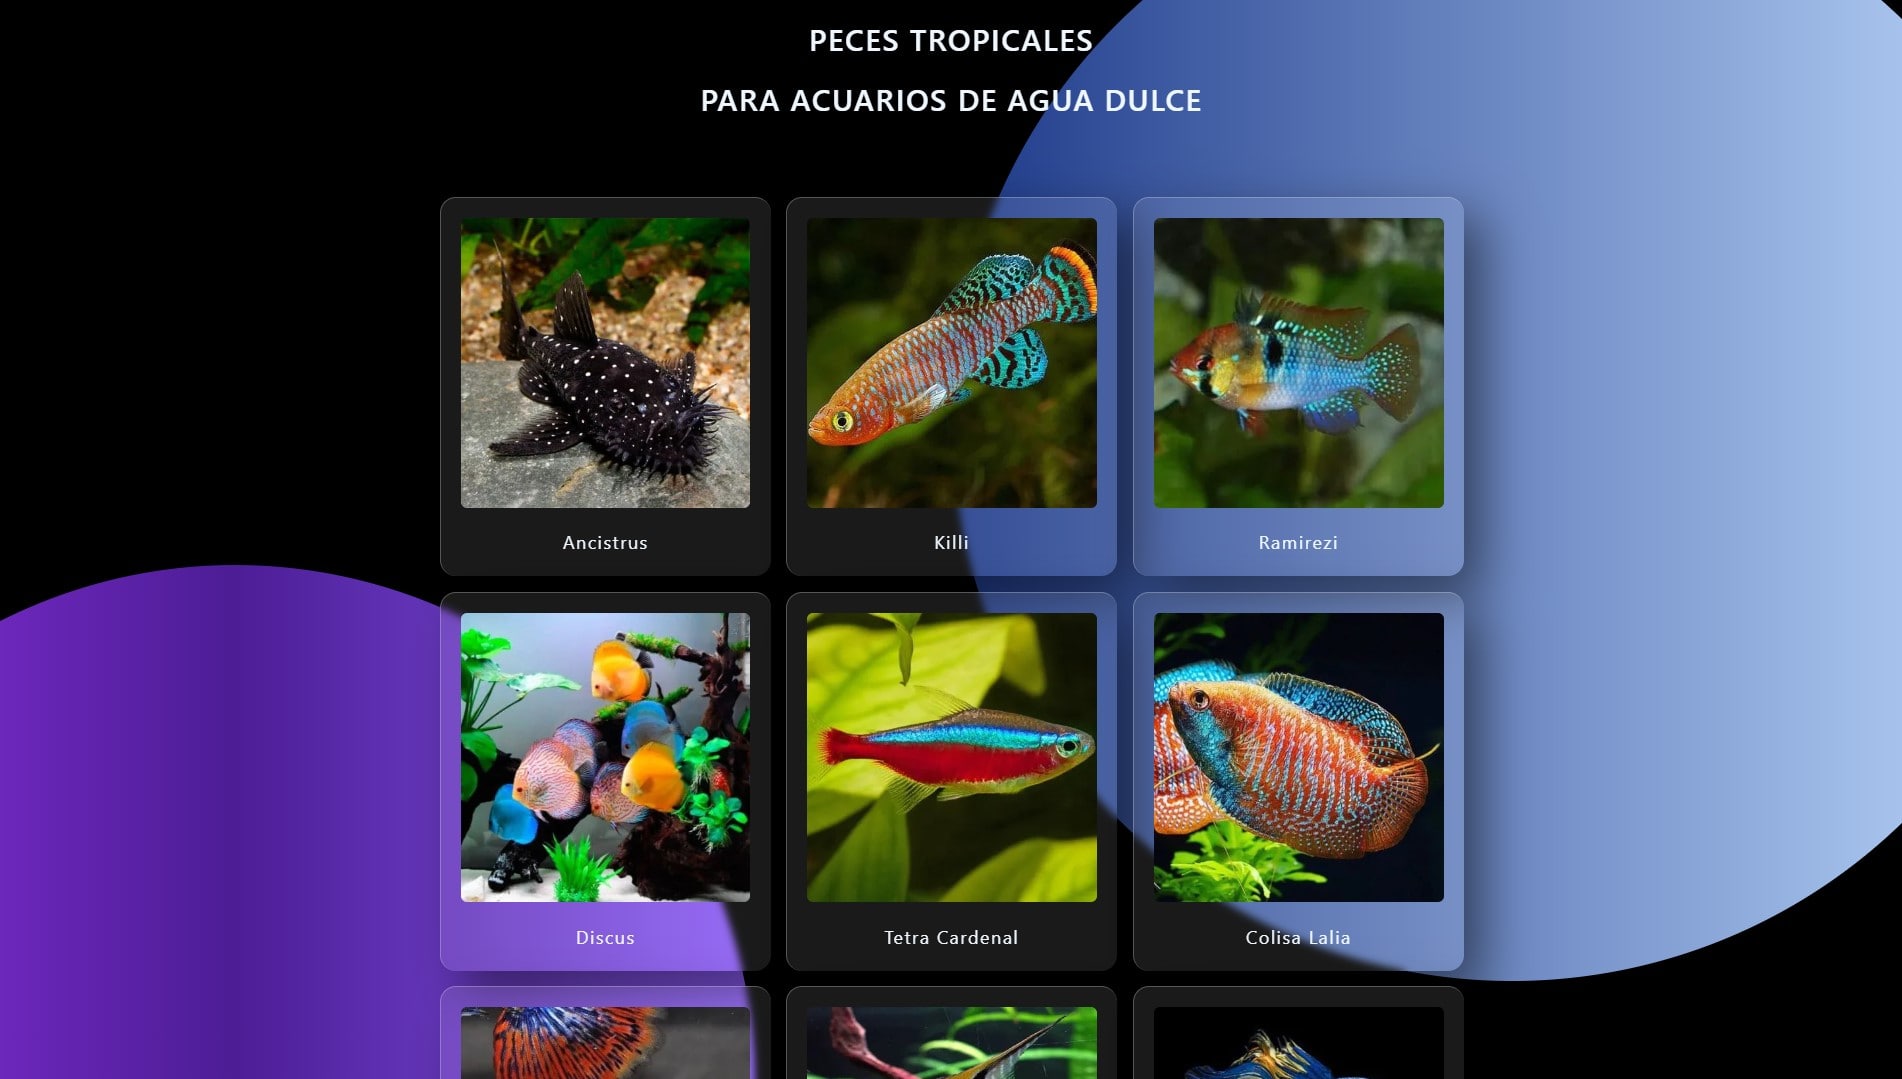 PECES TROPICALES
PARA ACUARIOS DE AGUA DULCE
Ancistrus
Killi
Ramirezi
Discus
Tetra Cardenal
Colisa Lalia